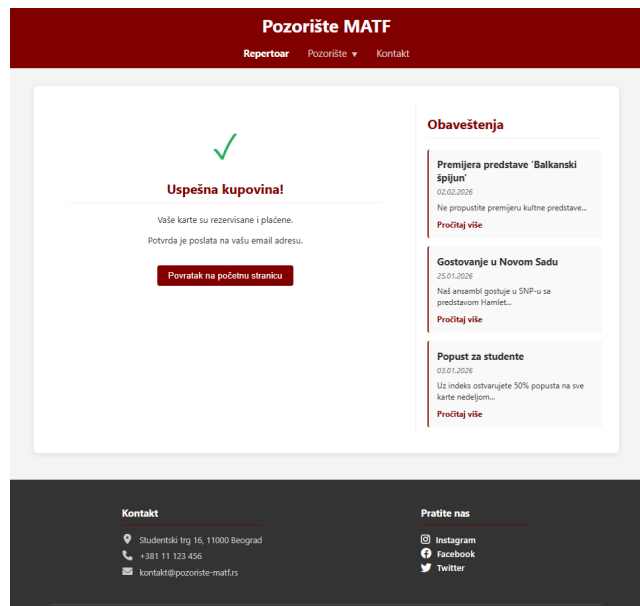 Pozorište MATF
Repertoar Pozorište ▼ Kontakt
Uspešna kupovina!
Vaše karte su rezervisane i plaćene.
Potvrda je poslata na vašu email adresu.
Povratak na početnu stranicu
Obaveštenja
Premijera predstave 'Balkanski
špijun'
02.02.2026
Ne propustite premijeru kultne predstave...
Pročitaj više
Gostovanje u Novom Sadu
25.01.2026
Naš ansambl gostuje u SNP-u sa
predstavom Hamlet...
Pročitaj više
Popust za studente
03.01.2026
Uz indeks ostvarujete 50% popusta na sve
karte nedeljom...
Pročitaj više
Kontakt
Studentski trg 16, 11000 Beograd
+381 11 123 456
kontakt@pozoriste-matf.rs
Pratite nas
Instagram
Facebook
Twitter